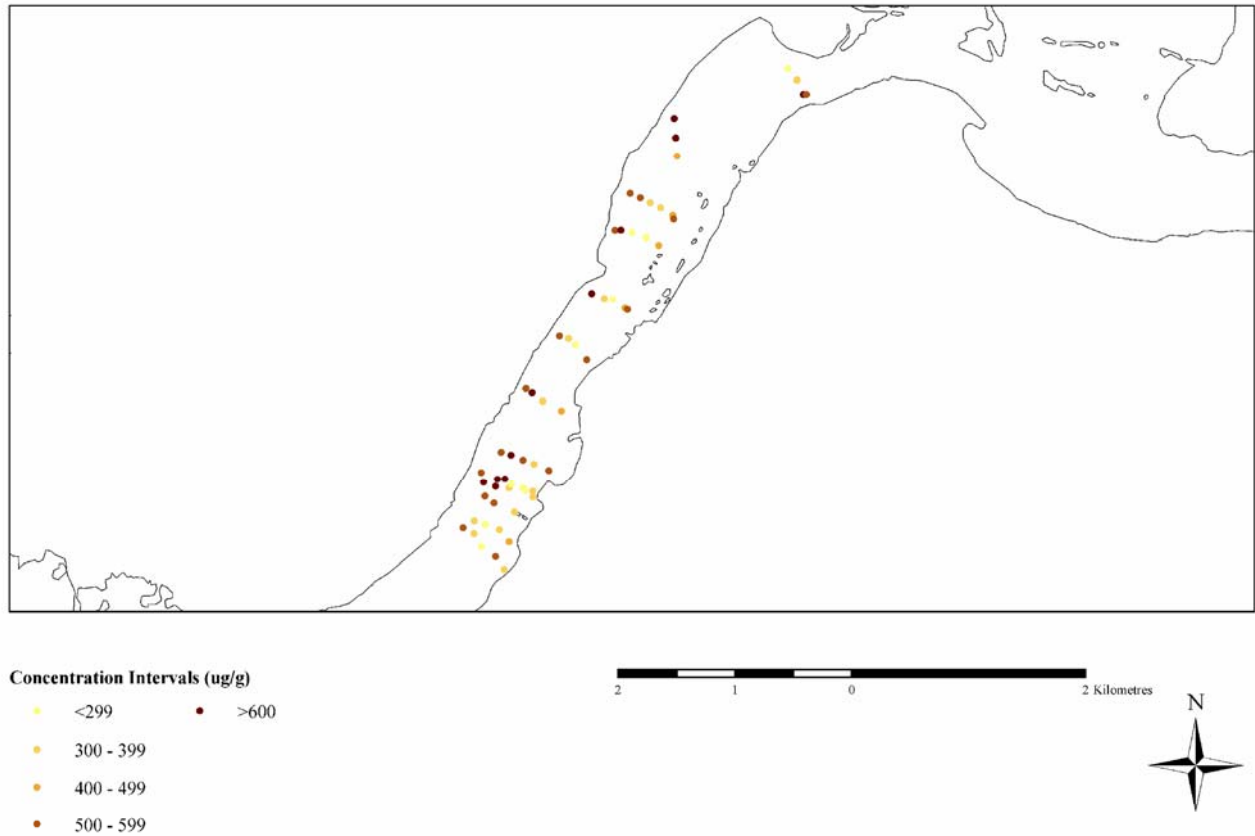 Concentration Intervals (ug/g)
<299
>600
300 - 399
400 - 499
500 - 599
2 1 0 2 Kilometres
N